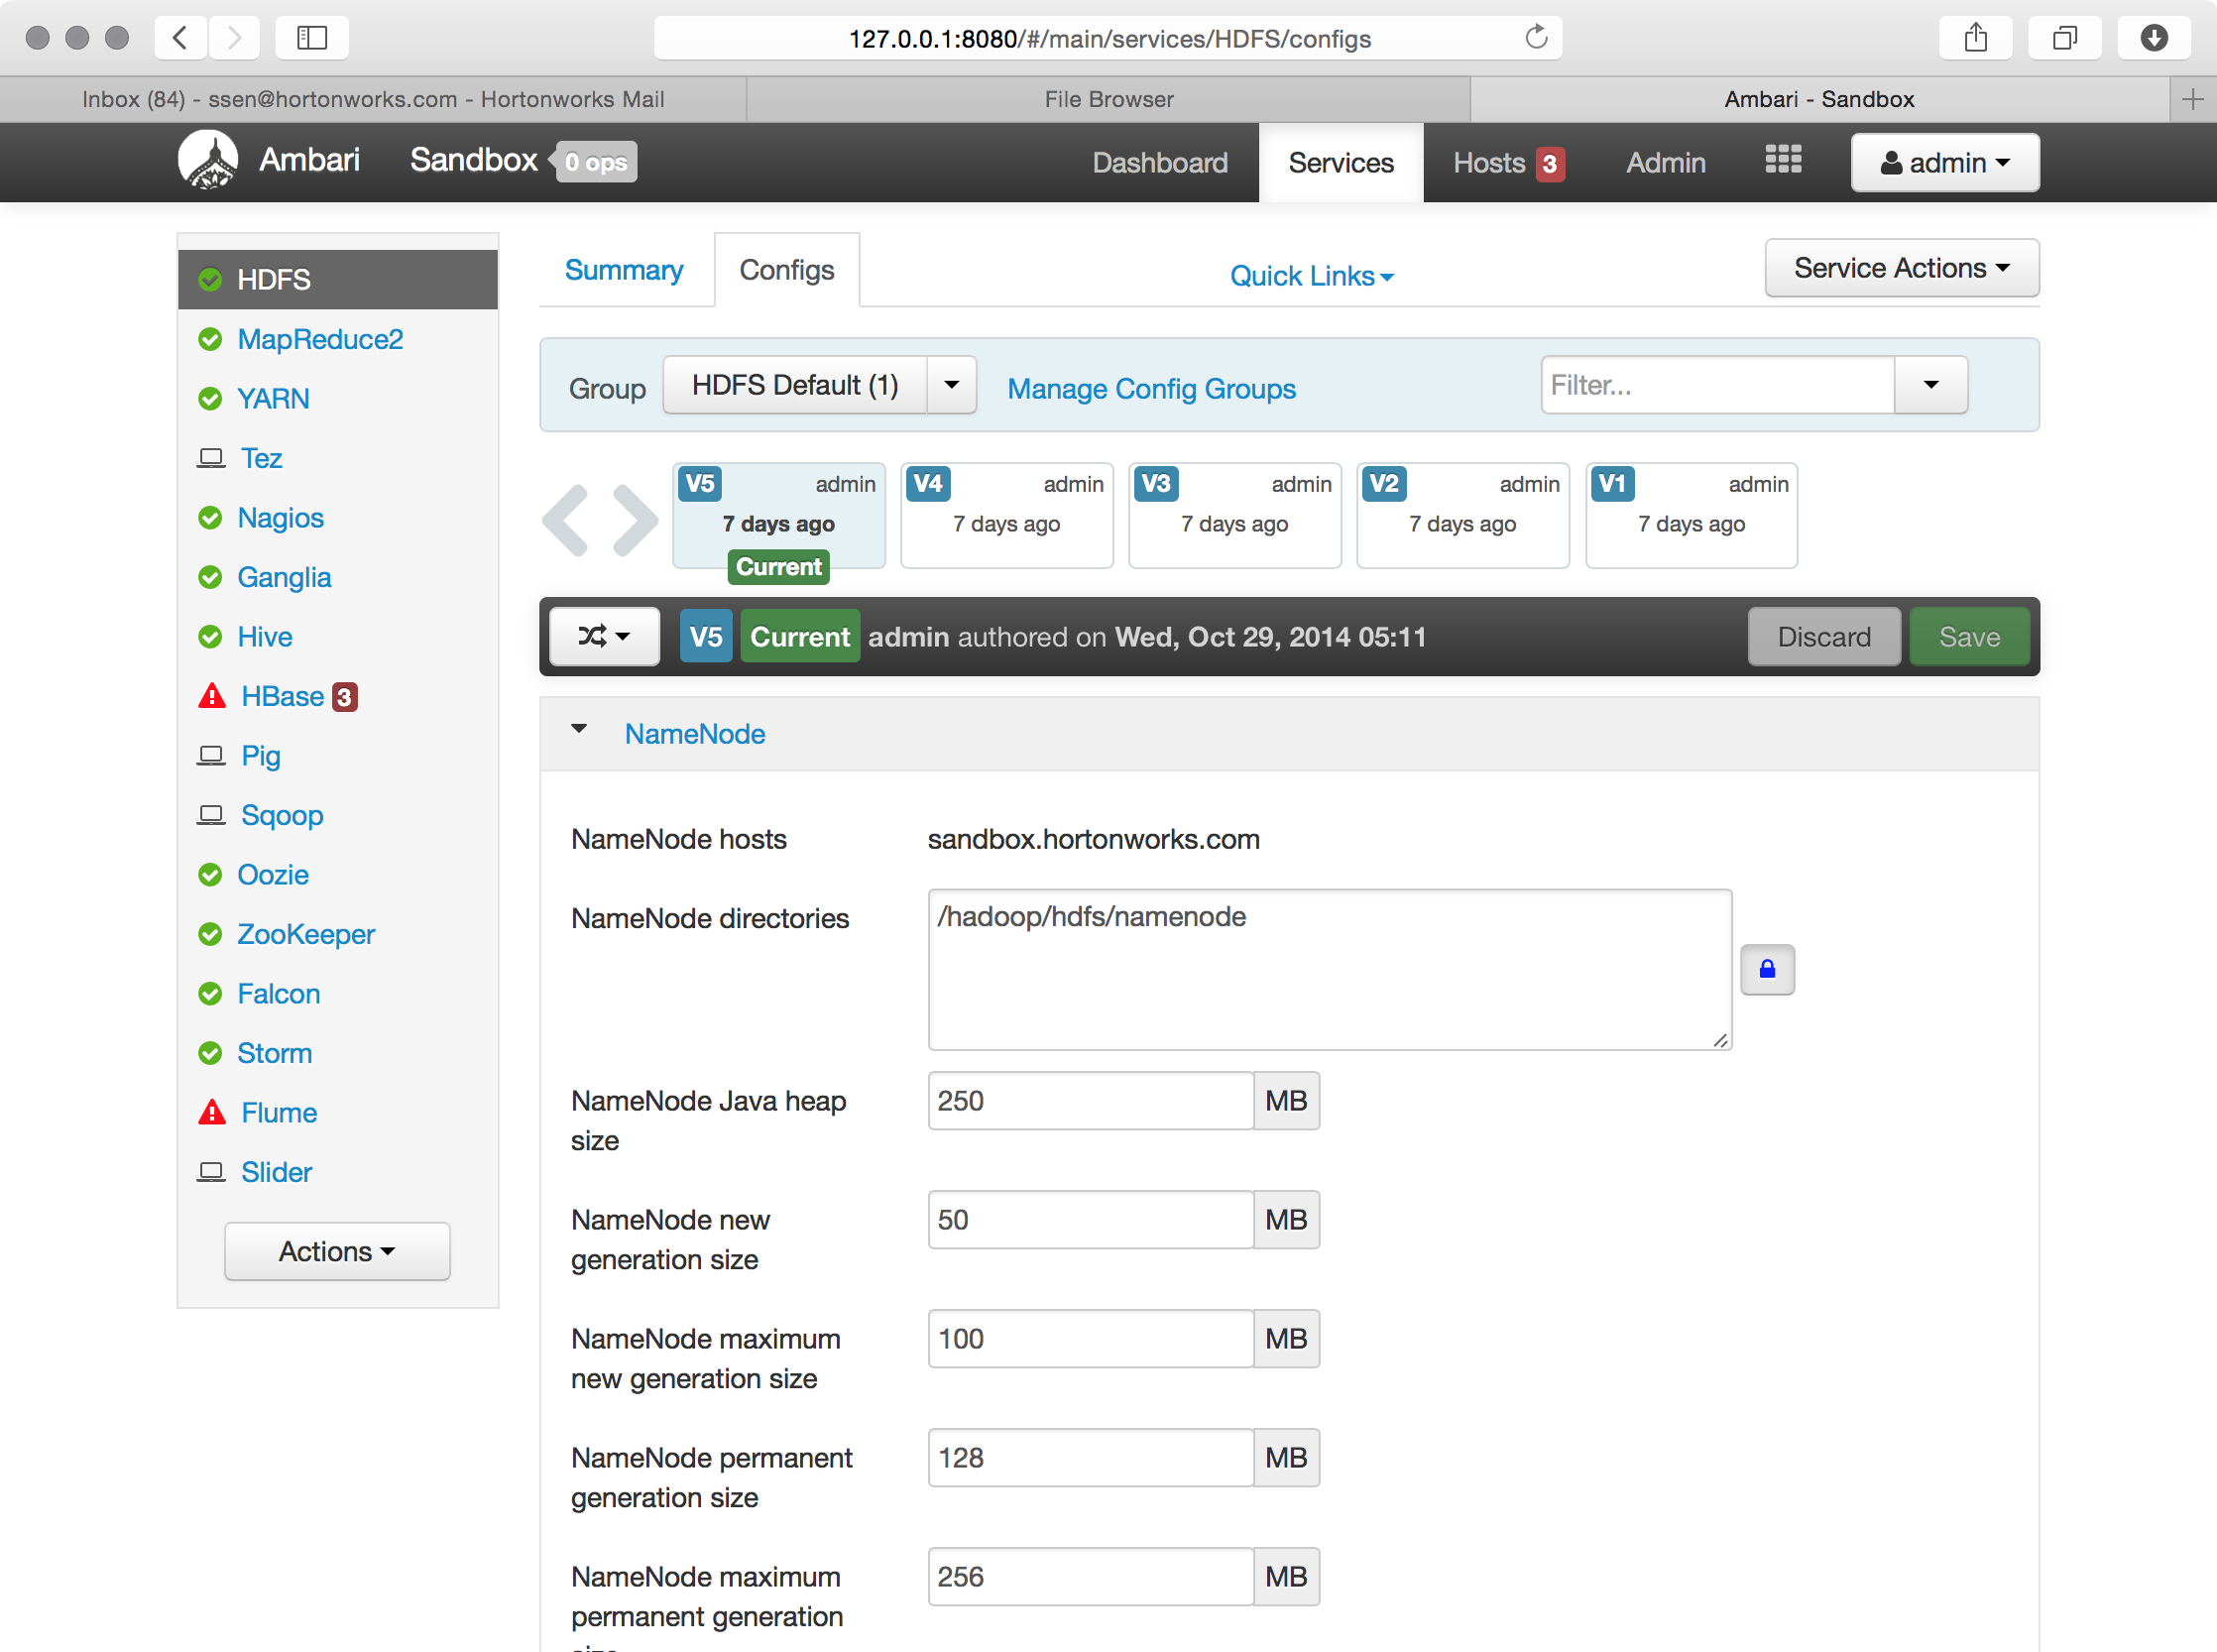 127.0.0.1:8080/#/main/services/HDFS/configs
Inbox (84) - ssen@hortonworks.com - Hortonworks Mail
File Browser
Ambari - Sandbox
Ambari
Sandbox
0 ops
Dashboard
Services
Hosts 3
Admin
admin
HDFS
MapReduce2
YARN
Tez
Nagios
Ganglia
Hive
HBase 3
Pig
Sqoop
Oozie
ZooKeeper
Falcon
Storm
Flume
Slider
Actions
Summary
Configs
Quick Links
Service Actions
Group
HDFS Default (1)
Manage Config Groups
Filter...
V5 admin
7 days ago
Current
V4 admin
7 days ago
V3 admin
7 days ago
V2 admin
7 days ago
V1 admin
7 days ago
V5 Current admin authored on Wed, Oct 29, 2014 05:11
Discard
Save
NameNode
NameNode hosts
sandbox.hortonworks.com
NameNode directories
/hadoop/hdfs/namenode
NameNode Java heap
size
250 MB
NameNode new
generation size
50 MB
NameNode maximum
new generation size
100 MB
NameNode permanent
generation size
128 MB
NameNode maximum
permanent generation
256 MB